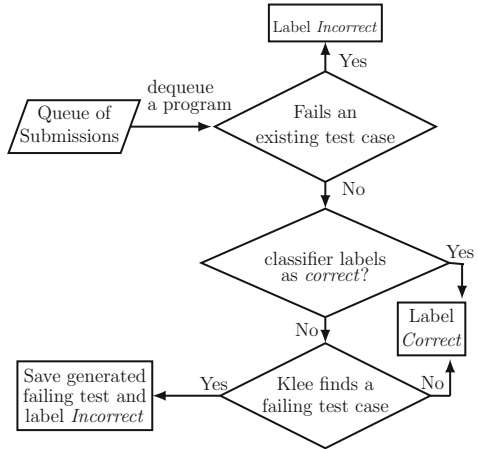 Label Incorrect
Yes
dequeue
a program
Queue of
Submissions
Fails an
existing test case
No
classifier labels
as correct?
Yes
Label
Correct
No
Klee finds a
failing test case
No
Yes
Save generated
failing test and
label Incorrect